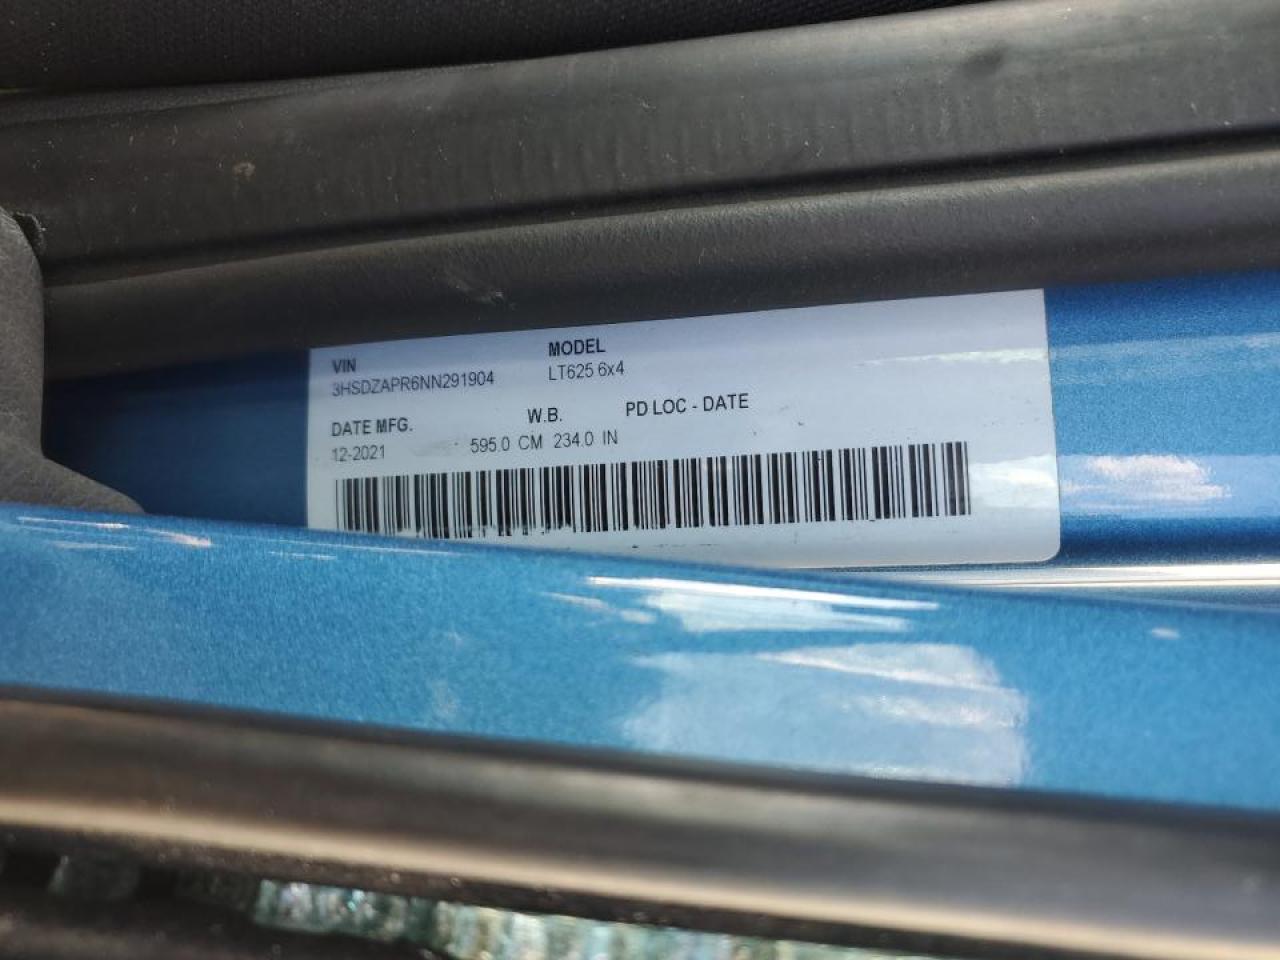 VIN MODEL
3HSDZAPR6NN291904 LT625 6x4
DATE MFG. W.B. PD LOC - DATE
12-2021 595.0 CM 234.0 IN